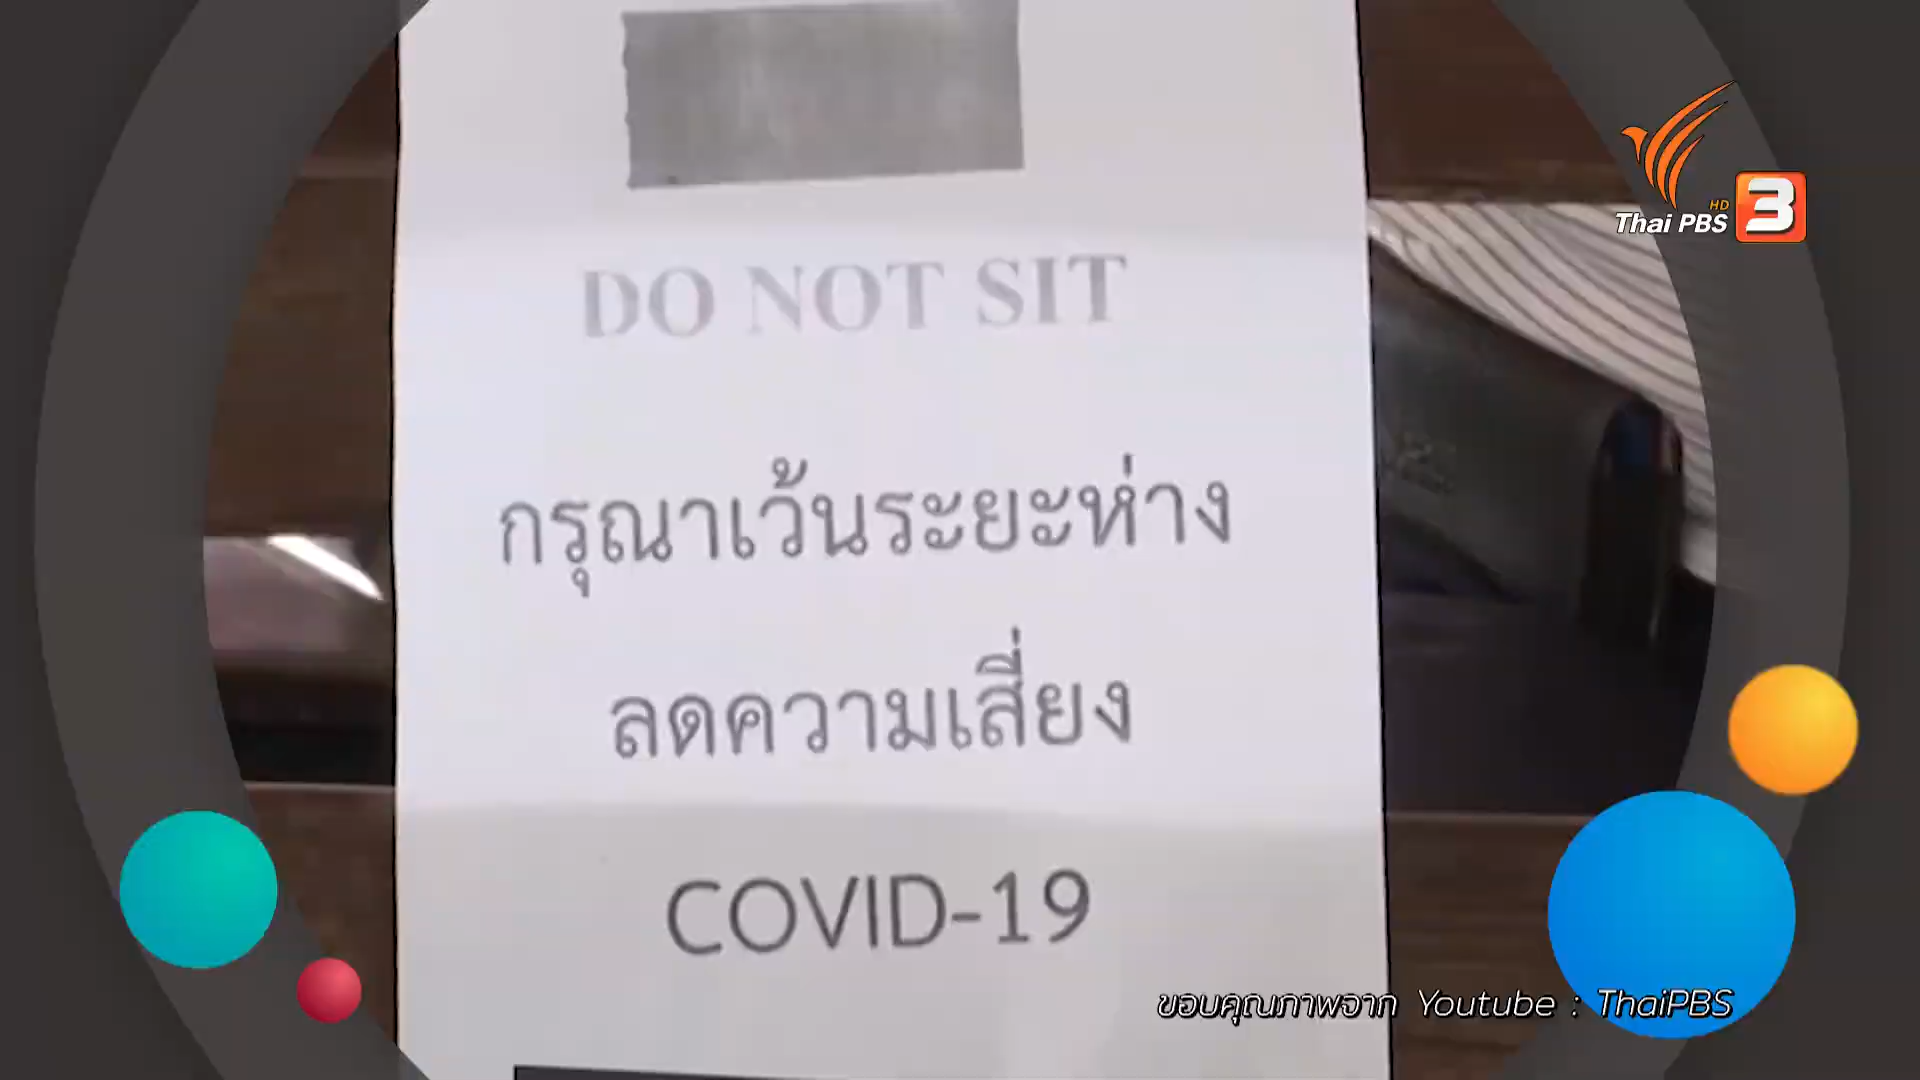 HD
Thai PBS 3
DO NOT SIT
กรุณาเว้นระยะห่าง
ลดความเสี่ยง
COVID-19
ขอบคุณภาพจาก Youtube : ThaiPBS